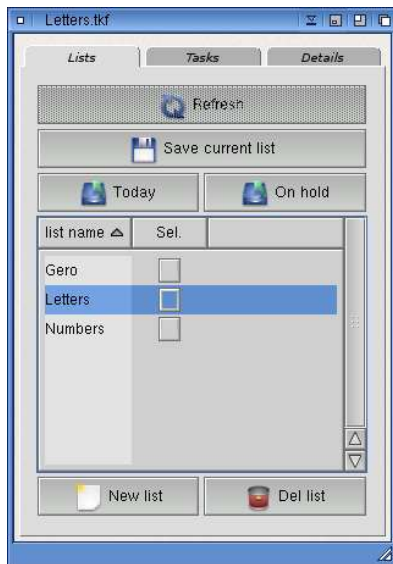 Letters.tkf
Lists Tasks Details
Refresh
Save current list
Today On hold
list name Sel.
Gero
Letters
Numbers
New list Del list